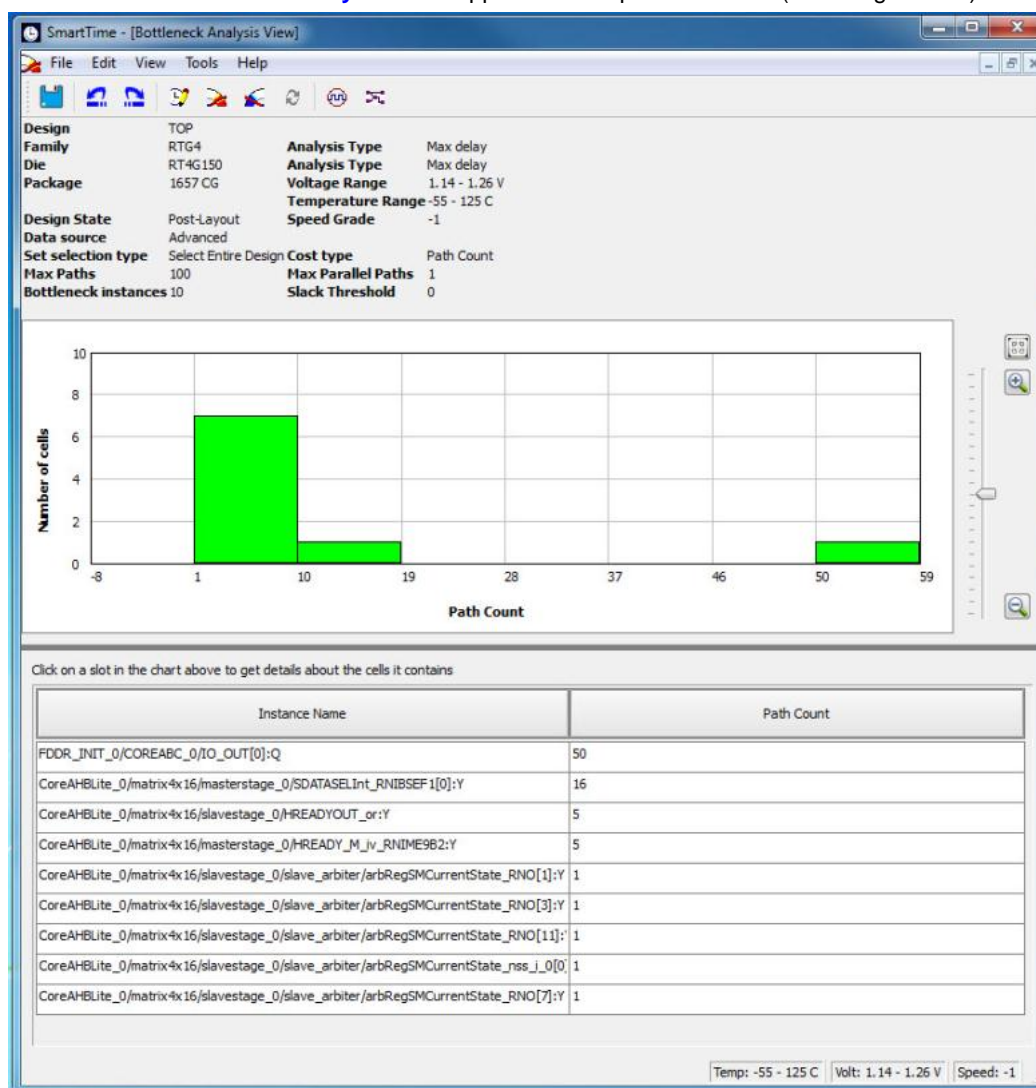 SmartTime - [Bottleneck Analysis View]
File Edit View Tools Help
Design TOP
Family RTG4 Analysis Type Max delay
Die RT4G150 Analysis Type Max delay
Package 1657 CG Voltage Range 1.14 - 1.26 V
Temperature Range -55 - 125 C
Design State Post-Layout Speed Grade -1
Data source Advanced
Set selection type Select Entire Design Cost type Path Count
Max Paths 100 Max Parallel Paths 1
Bottleneck instances 10 Slack Threshold 0
10
8
6
4
2
0
Number of cells
-8 1 10 19 28 37 46 50 59
Path Count
Click on a slot in the chart above to get details about the cells it contains
Instance Name Path Count
FDDR_INIT_0/COREABC_0/IO_OUT[0]:Q 50
CoreAHBLite_0/matrix4x16/masterstage_0/SDATASELInt_RNIBSEF1[0]:Y 16
CoreAHBLite_0/matrix4x16/slavestage_0/HREADYOUT_or:Y 5
CoreAHBLite_0/matrix4x16/masterstage_0/HREADY_M_iv_RNIME9B2:Y 5
CoreAHBLite_0/matrix4x16/slavestage_0/slave_arbiter/arbRegSMCurrentState_RNO[1]:Y 1
CoreAHBLite_0/matrix4x16/slavestage_0/slave_arbiter/arbRegSMCurrentState_RNO[3]:Y 1
CoreAHBLite_0/matrix4x16/slavestage_0/slave_arbiter/arbRegSMCurrentState_RNO[11]: 1
CoreAHBLite_0/matrix4x16/slavestage_0/slave_arbiter/arbRegSMCurrentState_nss_i_0[0] 1
CoreAHBLite_0/matrix4x16/slavestage_0/slave_arbiter/arbRegSMCurrentState_RNO[7]:Y 1
Temp: -55 - 125 C Volt: 1.14 - 1.26 V Speed: -1